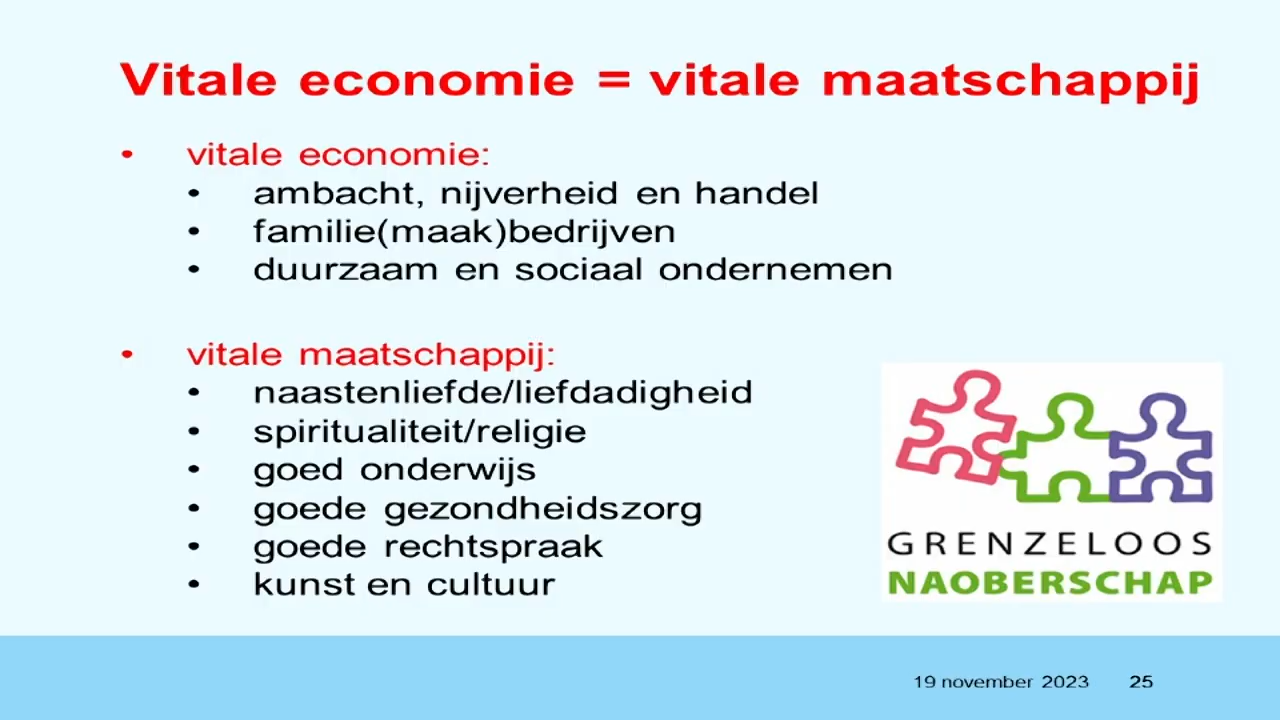 Vitale economie = vitale maatschappij
• vitale economie:
• ambacht, nijverheid en handel
• familie(maak)bedrijven
• duurzaam en sociaal ondernemen
• vitale maatschappij:
• naastenliefde/liefdadigheid
• spiritualiteit/religie
• goed onderwijs
• goede gezondheidszorg
• goede rechtspraak
• kunst en cultuur
GRENZELOOS
NAOBERSCHAP
19 november 2023 25